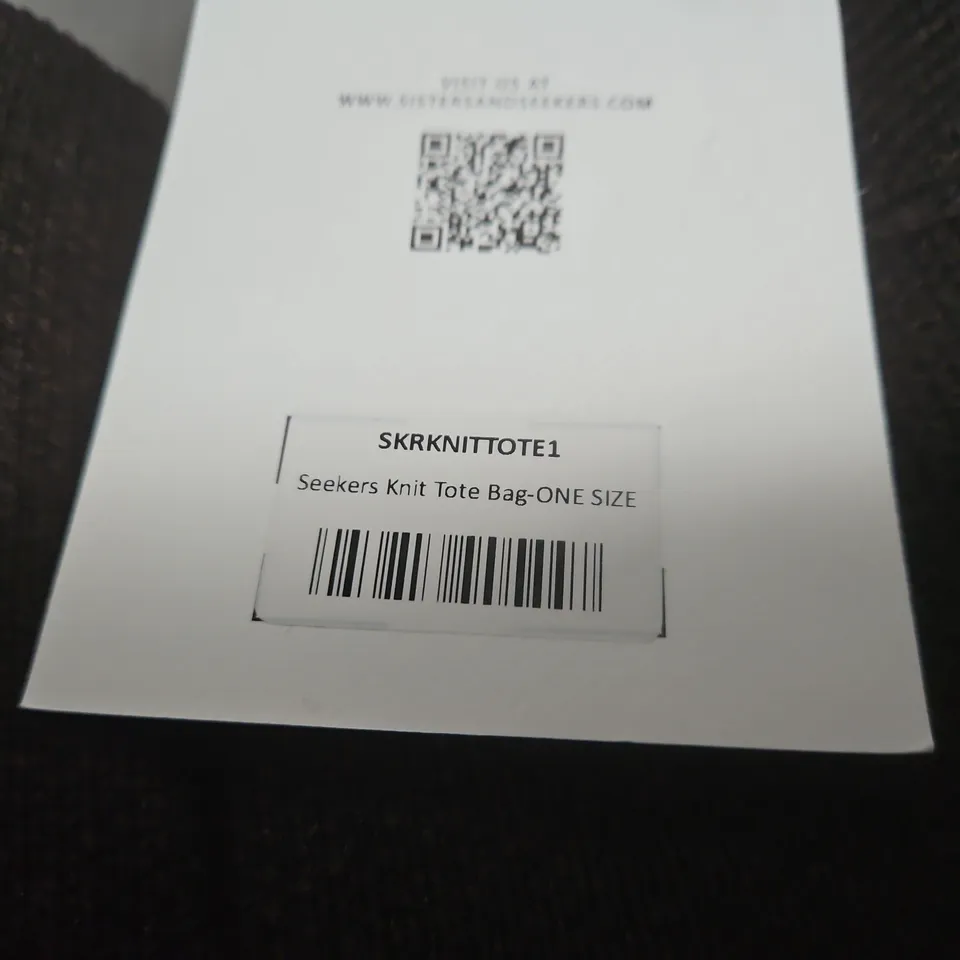 VISIT US AT
WWW.SISTERSANDSEEKERS.COM
SKRKNITTOTE1
Seekers Knit Tote Bag-ONE SIZE